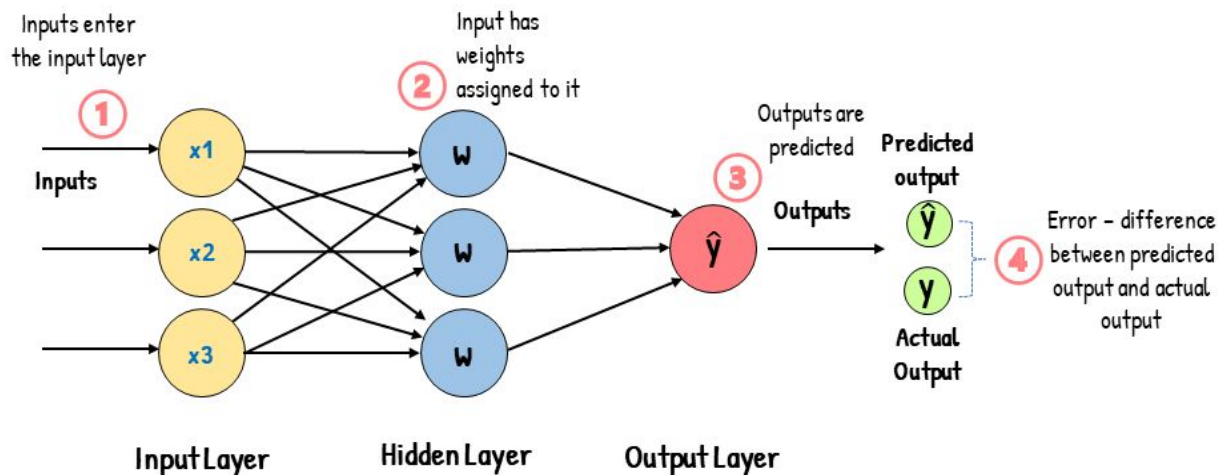 Inputs enter
the input layer
1
Input has
weights
assigned to it
2
Outputs are
predicted
3
Inputs
x1
x2
x3
w
w
w
ŷ
Outputs
Predicted
output
ŷ
y
Actual
Output
4
Error – difference
between predicted
output and actual
output
Input Layer
Hidden Layer
Output Layer